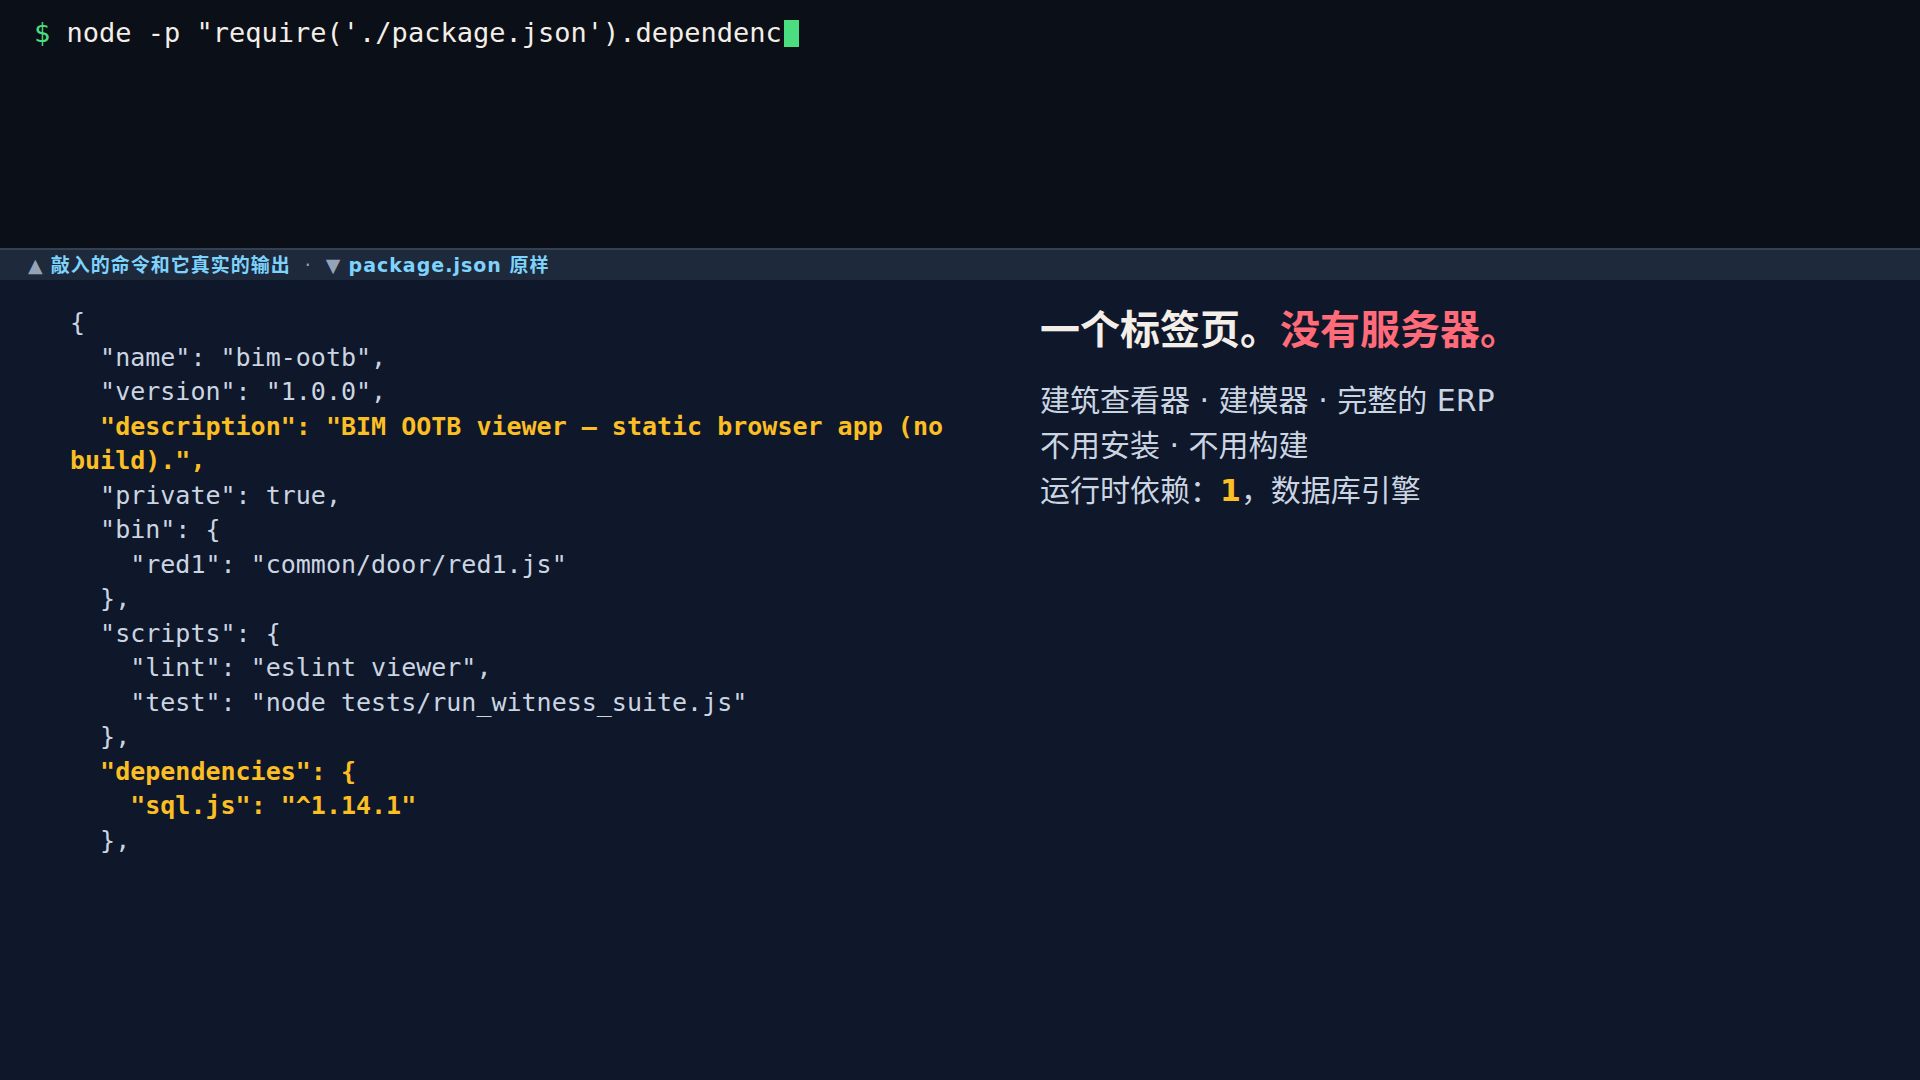 $ node -p "require('./package.json').dependenc
▲ 敲入的命令和它真实的输出 · ▼ package.json 原样
{
  "name": "bim-ootb",
  "version": "1.0.0",
  "description": "BIM OOTB viewer — static browser app (no
build).",
  "private": true,
  "bin": {
    "red1": "common/door/red1.js"
  },
  "scripts": {
    "lint": "eslint viewer",
    "test": "node tests/run_witness_suite.js"
  },
  "dependencies": {
    "sql.js": "^1.14.1"
  },
一个标签页。没有服务器。
建筑查看器 · 建模器 · 完整的 ERP
不用安装 · 不用构建
运行时依赖：1，数据库引擎